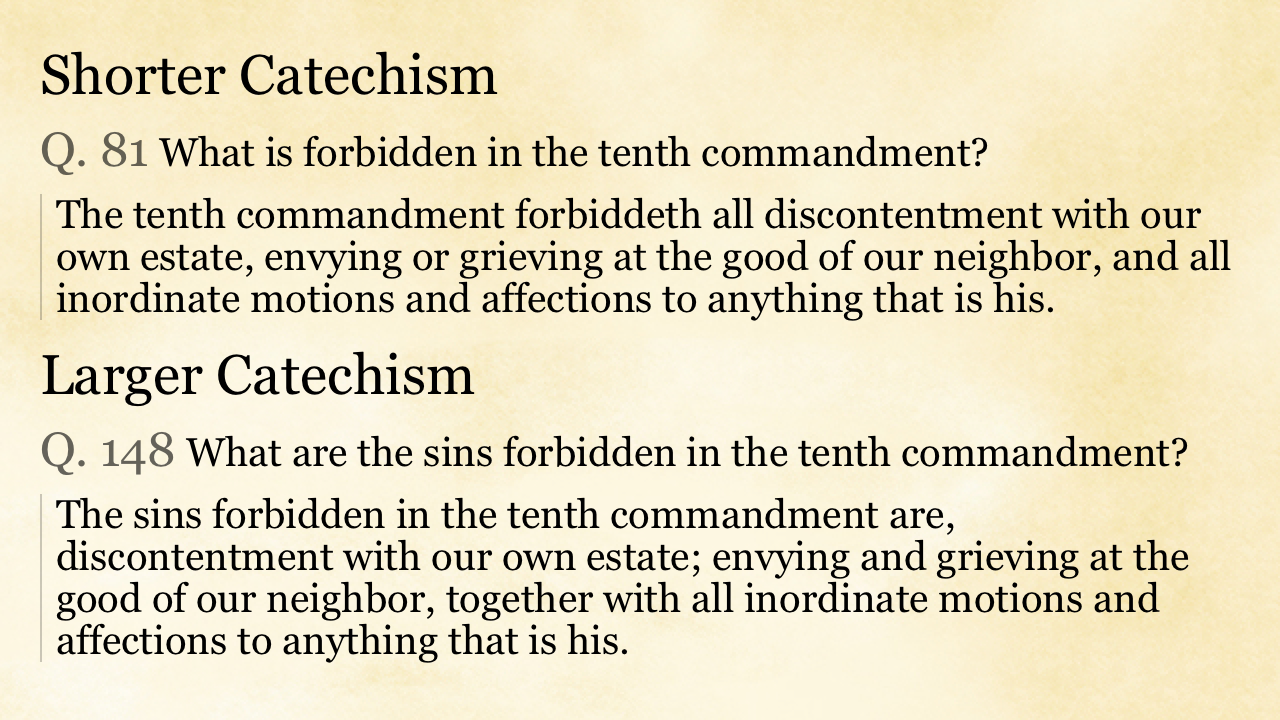 Shorter Catechism
Q. 81 What is forbidden in the tenth commandment?
The tenth commandment forbiddeth all discontentment with our
own estate, envying or grieving at the good of our neighbor, and all
inordinate motions and affections to anything that is his.
Larger Catechism
Q. 148 What are the sins forbidden in the tenth commandment?
The sins forbidden in the tenth commandment are,
discontentment with our own estate; envying and grieving at the
good of our neighbor, together with all inordinate motions and
affections to anything that is his.